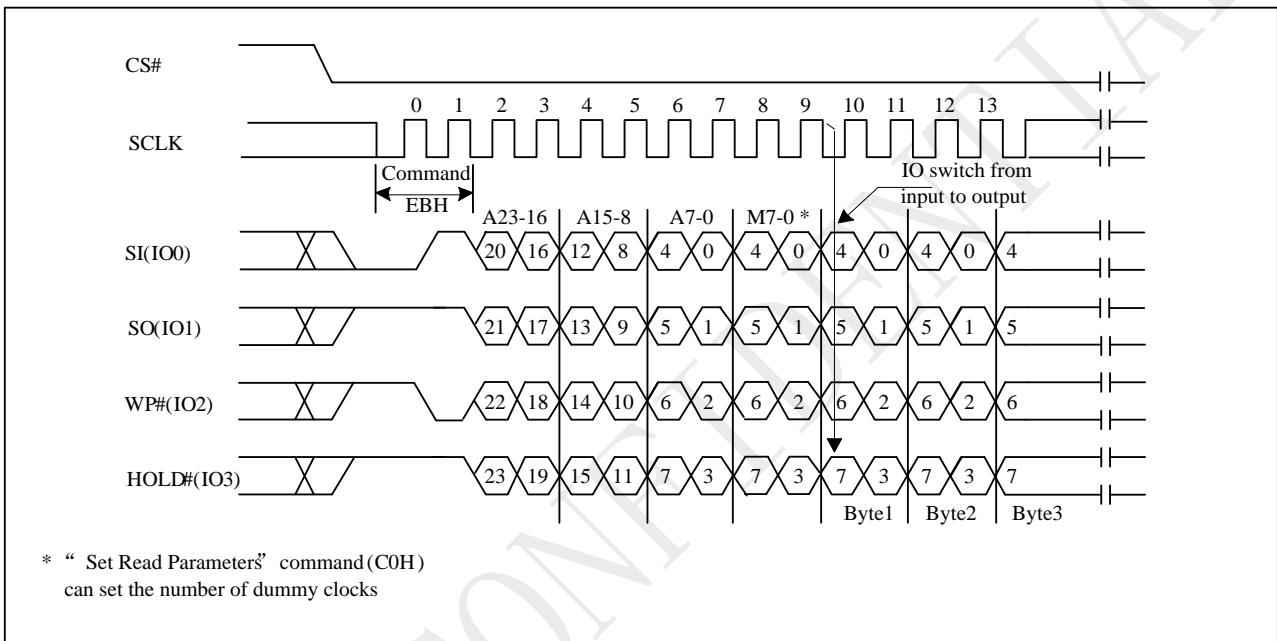 CS#
0 1 2 3 4 5 6 7 8 9 10 11 12 13
SCLK
Command
EBH
IO switch from
input to output
A23-16 A15-8 A7-0 M7-0 *
SI(IO0) 20 16 12 8 4 0 4 0 4 0 4 0 4
SO(IO1) 21 17 13 9 5 1 5 1 5 1 5 1 5
WP#(IO2) 22 18 14 10 6 2 6 2 6 2 6 2 6
HOLD#(IO3) 23 19 15 11 7 3 7 3 7 3 7 3 7
Byte1 Byte2 Byte3
* “ Set Read Parameters” command (C0H)
can set the number of dummy clocks
CONFIDENTIAL